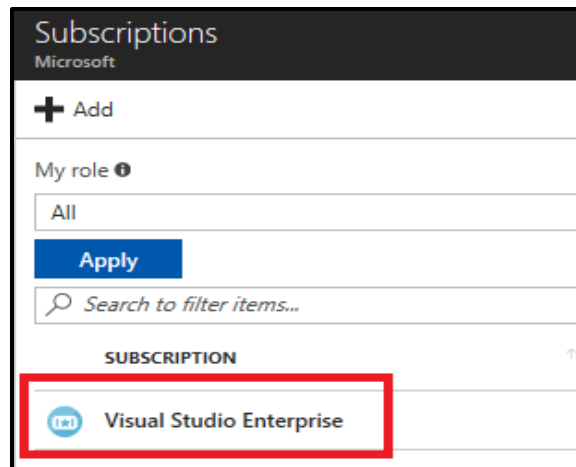 Subscriptions
Microsoft
Add
My role
All
Apply
Search to filter items...
SUBSCRIPTION
Visual Studio Enterprise